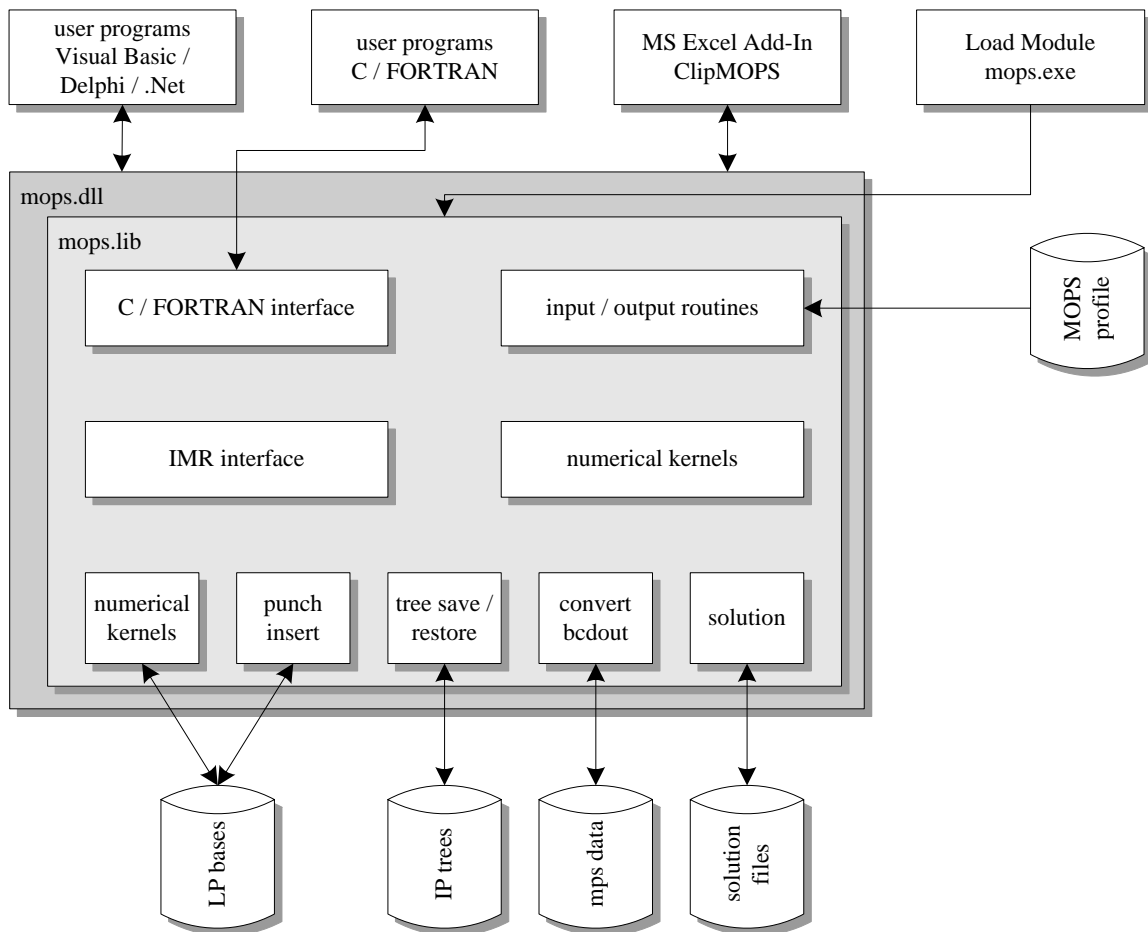 user programs
Visual Basic /
Delphi / .Net
user programs
C / FORTRAN
MS Excel Add-In
ClipMOPS
Load Module
mops.exe
mops.dll
mops.lib
C / FORTRAN interface
input / output routines
MOPS
profile
IMR interface
numerical kernels
numerical
kernels
punch
insert
tree save /
restore
convert
bcdout
solution
LP bases
IP trees
mps data
solution
files